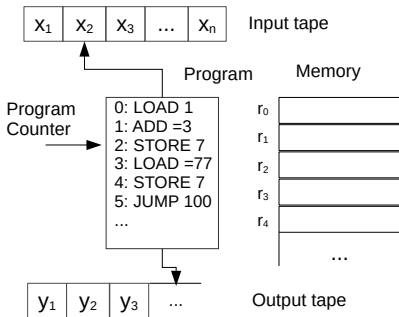 x1 x2 x3 ... xn Input tape
Program Memory
Program Counter
0: LOAD 1
1: ADD =3
2: STORE 7
3: LOAD =77
4: STORE 7
5: JUMP 100
...
r0
r1
r2
r3
r4
...
y1 y2 y3 ... Output tape